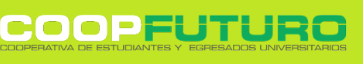 COOPFUTURO
COOPERATIVA DE ESTUDIANTES Y EGRESADOS UNIVERSITARIOS